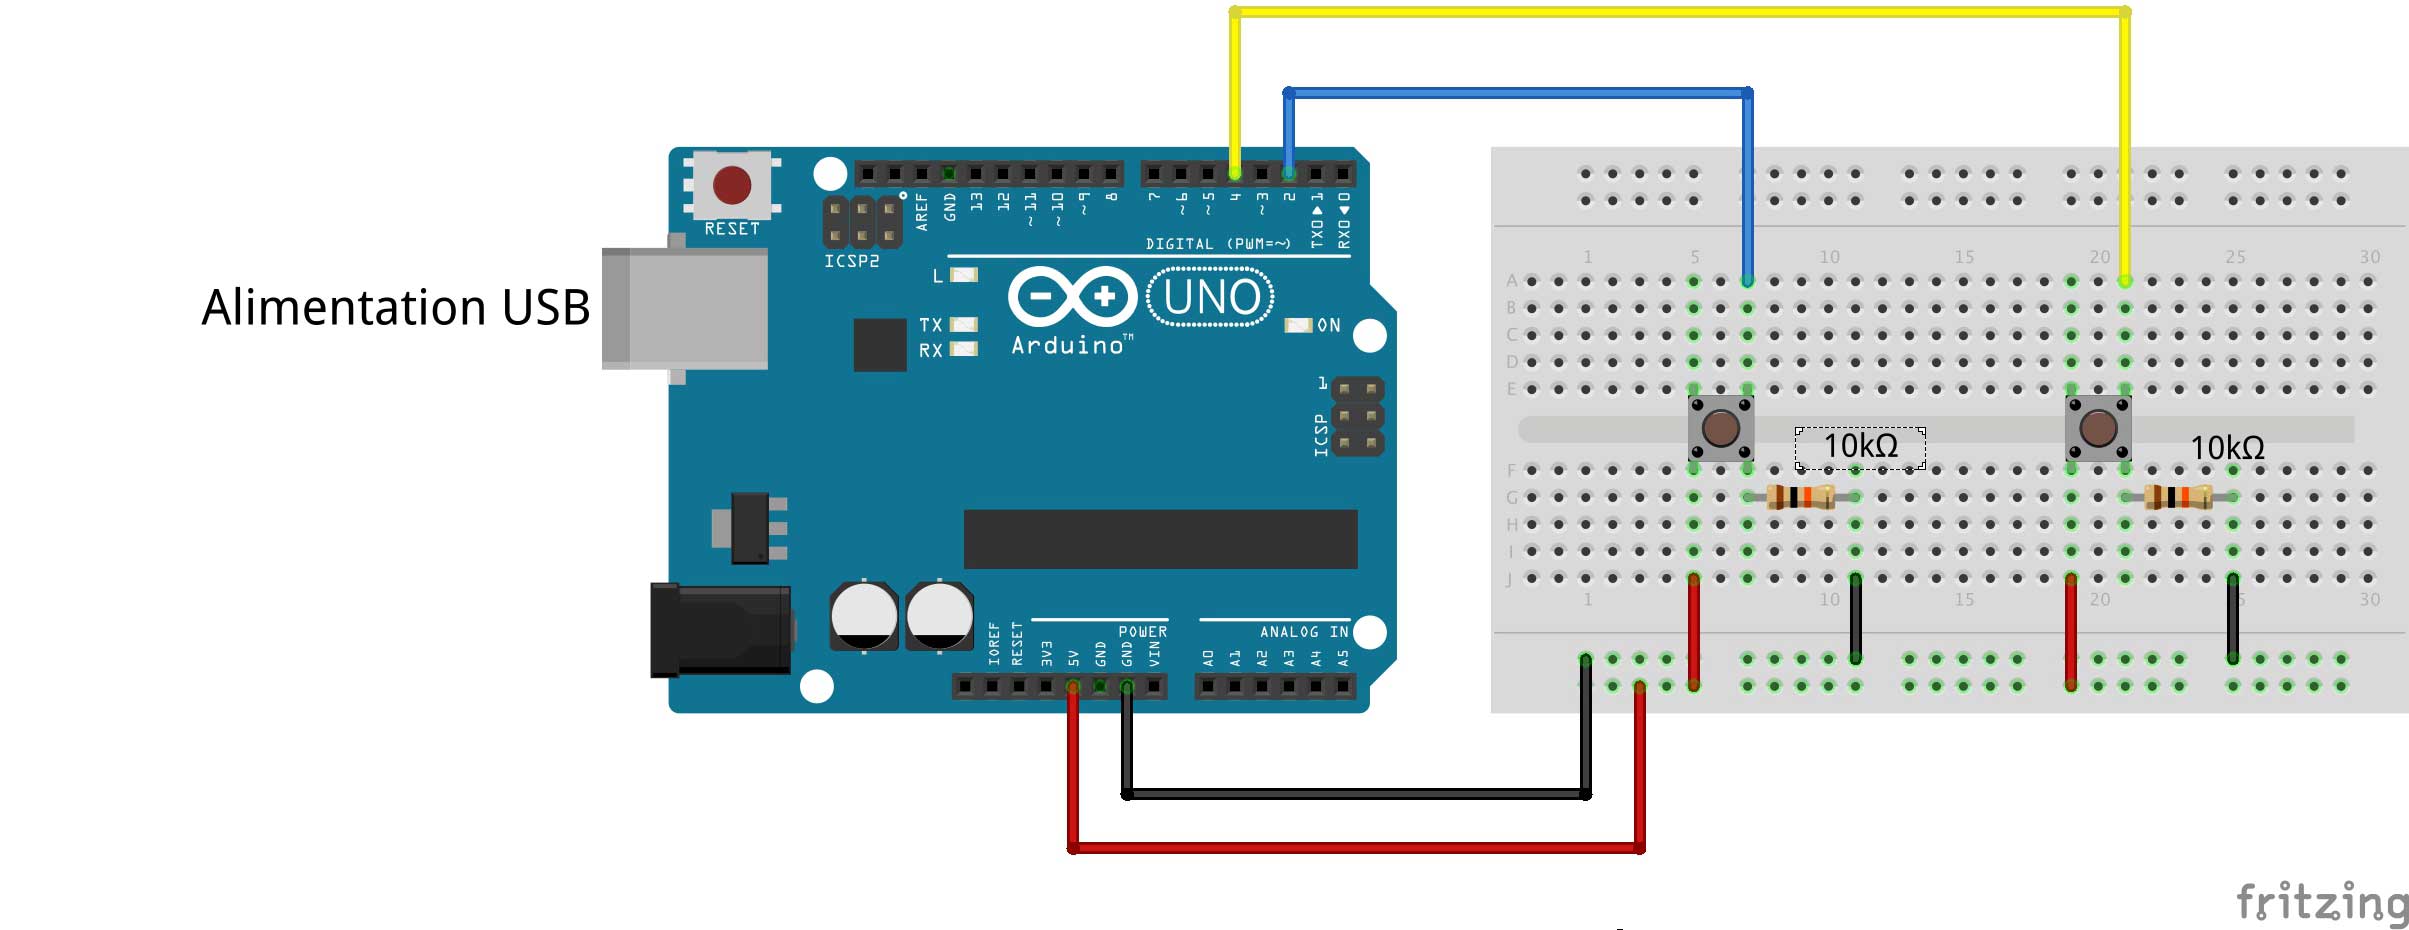 Alimentation USB
RESET
ICSP2
AREF
GND
13
12
~11
~10
~9
8
7
~6
~5
4
~3
2
TX0▶1
RX0◀0
DIGITAL (PWM=~)
L
TX
RX
Arduino™
UNO
ON
1
ICSP
IOREF
RESET
3V3
5V
GND
GND
VIN
POWER
ANALOG IN
A0
A1
A2
A3
A4
A5
1 5 10 15 20 25 30
A
B
C
D
E
10kΩ
10kΩ
F
G
H
I
J
1 10 15 20 5 30
fritzing